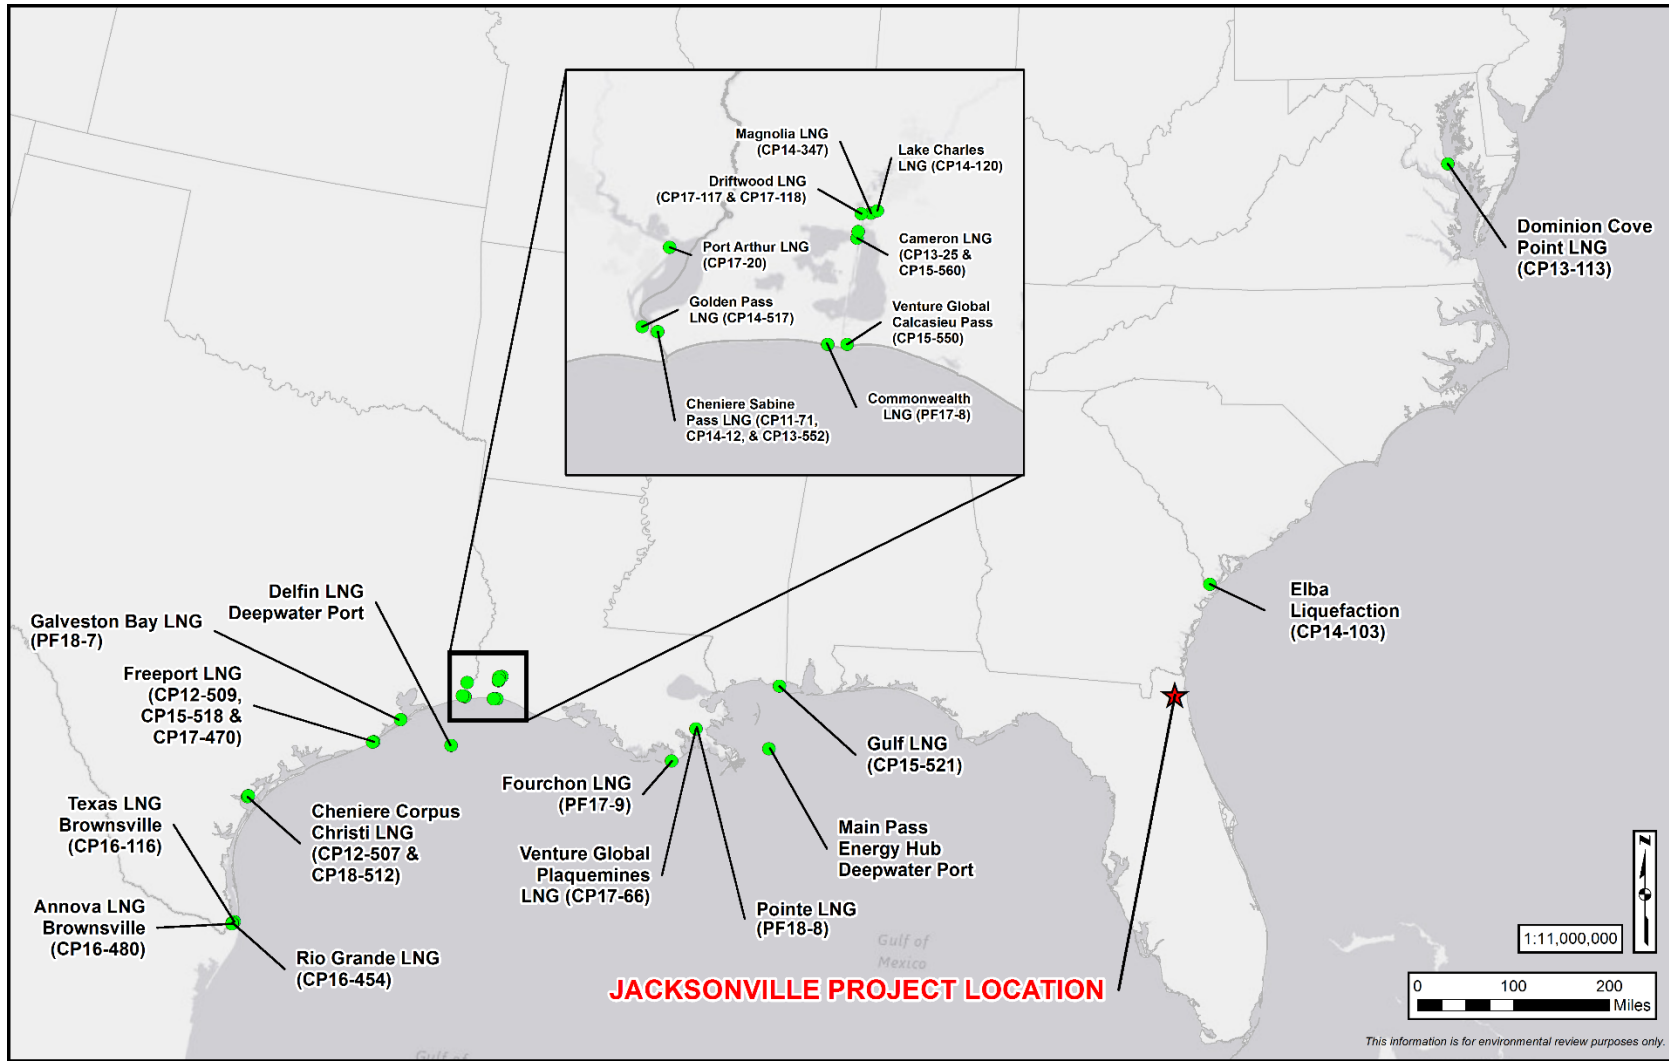 Magnolia LNG
(CP14-347)
Lake Charles
LNG (CP14-120)
Driftwood LNG
(CP17-117 & CP17-118)
Port Arthur LNG
(CP17-20)
Cameron LNG
(CP13-25 &
CP15-560)
Golden Pass
LNG (CP14-517)
Venture Global
Calcasieu Pass
(CP15-550)
Cheniere Sabine
Pass LNG (CP11-71,
CP14-12, & CP13-552)
Commonwealth
LNG (PF17-8)
Dominion Cove
Point LNG
(CP13-113)
Delfin LNG
Deepwater Port
Galveston Bay LNG
(PF18-7)
Freeport LNG
(CP12-509,
CP15-518 &
CP17-470)
Elba
Liquefaction
(CP14-103)
Texas LNG
Brownsville
(CP16-116)
Cheniere Corpus
Christi LNG
(CP12-507 &
CP18-512)
Annova LNG
Brownsville
(CP16-480)
Rio Grande LNG
(CP16-454)
Fourchon LNG
(PF17-9)
Venture Global
Plaquemines
LNG (CP17-66)
Gulf LNG
(CP15-521)
Main Pass
Energy Hub
Deepwater Port
Pointe LNG
(PF18-8)
Gulf of
Mexico
JACKSONVILLE PROJECT LOCATION
N
1:11,000,000
0 100 200
Miles
This information is for environmental review purposes only.
Gulf of